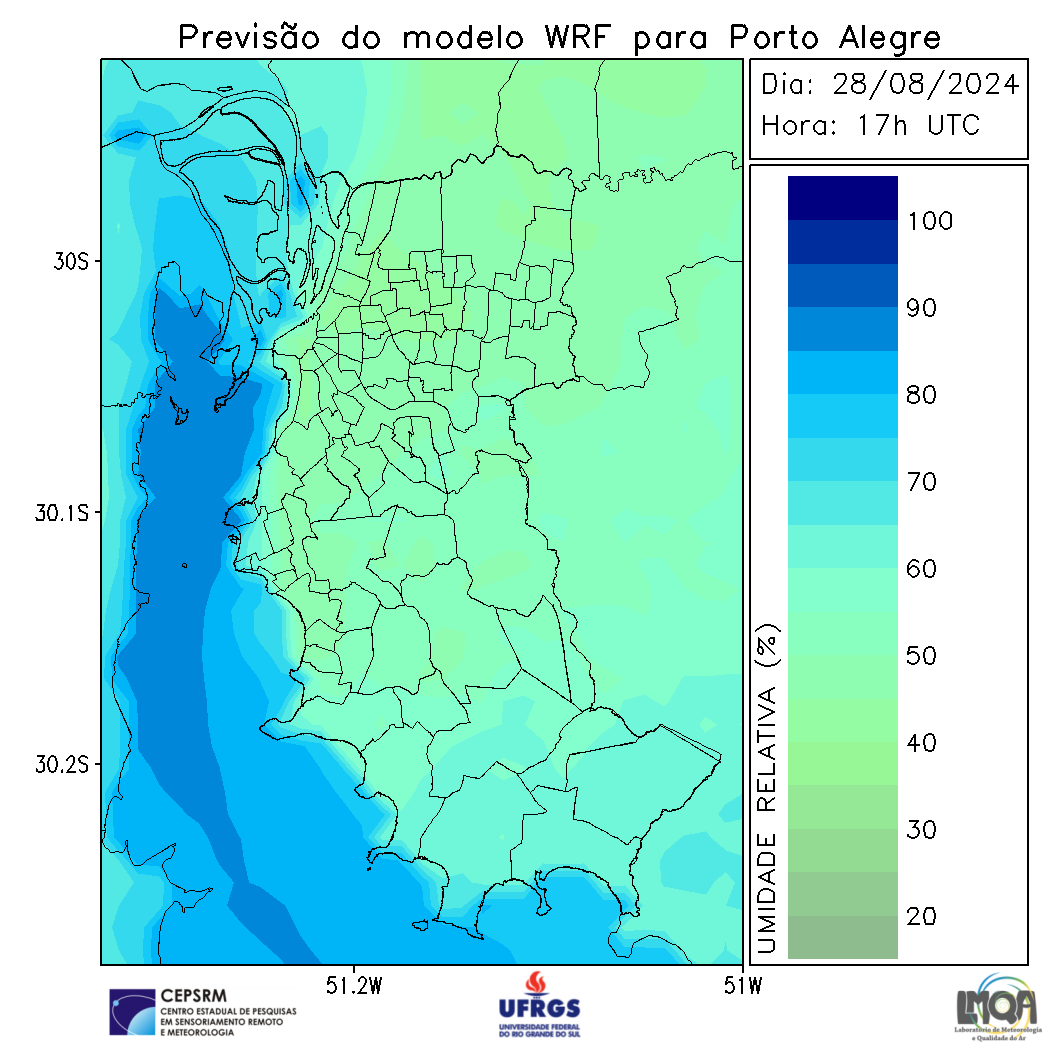 Previsão do modelo WRF para Porto Alegre
Dia: 28/08/2024
Hora: 17h UTC
30S
30.1S
30.2S
51.2W
51W
UMIDADE RELATIVA (%)
100
90
80
70
60
50
40
30
20
CEPSRM
CENTRO ESTADUAL DE PESQUISAS
EM SENSORIAMENTO REMOTO
E METEOROLOGIA
UFRGS
UNIVERSIDADE FEDERAL
DO RIO GRANDE DO SUL
LMQA
Laboratório de Meteorologia
e Qualidade do Ar